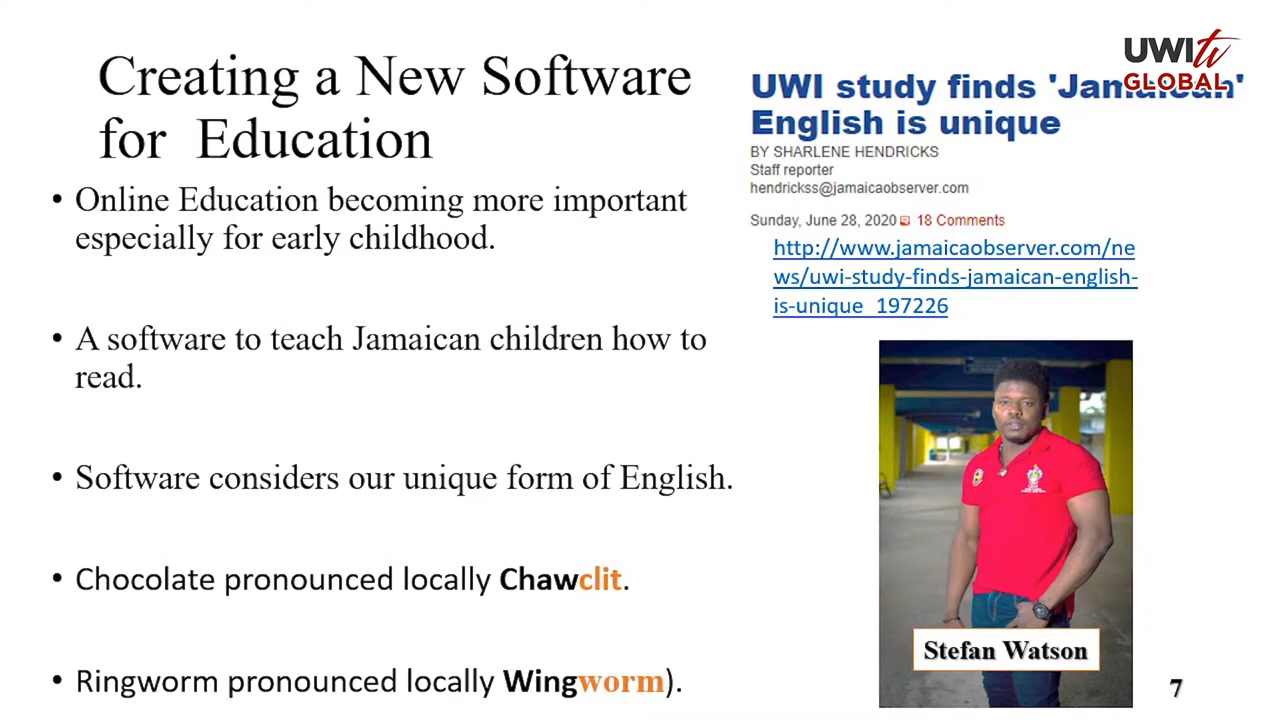 Creating a New Software
for Education
• Online Education becoming more important
especially for early childhood.
• A software to teach Jamaican children how to
read.
• Software considers our unique form of English.
• Chocolate pronounced locally Chawclit.
• Ringworm pronounced locally Wingworm).
UWI tv
GLOBAL
UWI study finds 'Jamaican'
English is unique
BY SHARLENE HENDRICKS
Staff reporter
hendrickss@jamaicaobserver.com
Sunday, June 28, 2020 18 Comments
http://www.jamaicaobserver.com/ne
ws/uwi-study-finds-jamaican-english-
is-unique_197226
Stefan Watson
7